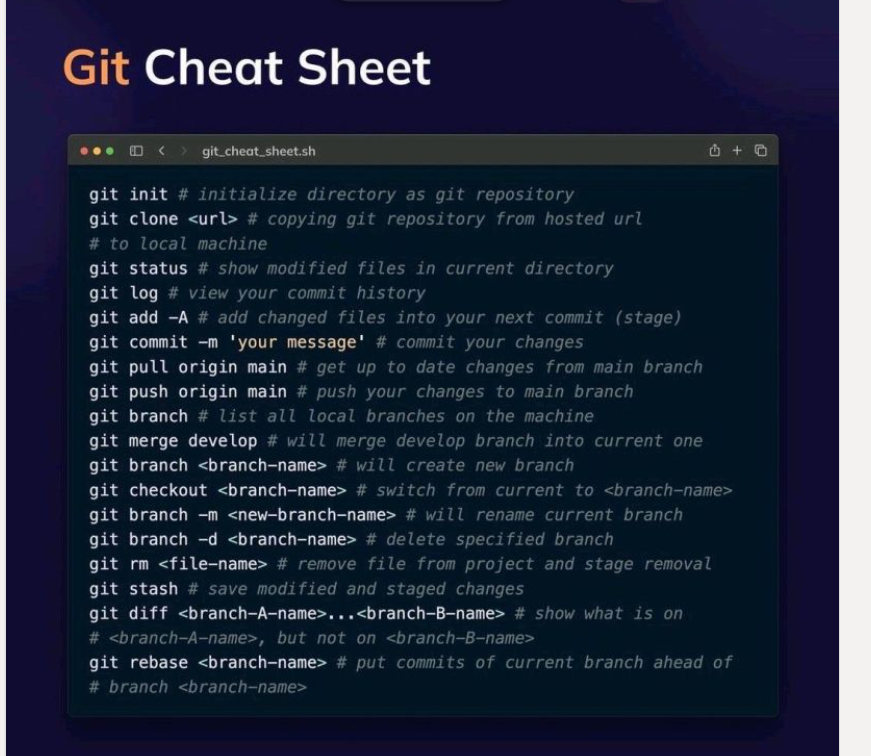 Git Cheat Sheet
git_cheat_sheet.sh
git init # initialize directory as git repository
git clone <url> # copying git repository from hosted url
# to local machine
git status # show modified files in current directory
git log # view your commit history
git add -A # add changed files into your next commit (stage)
git commit -m 'your message' # commit your changes
git pull origin main # get up to date changes from main branch
git push origin main # push your changes to main branch
git branch # list all local branches on the machine
git merge develop # will merge develop branch into current one
git branch <branch-name> # will create new branch
git checkout <branch-name> # switch from current to <branch-name>
git branch -m <new-branch-name> # will rename current branch
git branch -d <branch-name> # delete specified branch
git rm <file-name> # remove file from project and stage removal
git stash # save modified and staged changes
git diff <branch-A-name>...<branch-B-name> # show what is on
# <branch-A-name>, but not on <branch-B-name>
git rebase <branch-name> # put commits of current branch ahead of
# branch <branch-name>